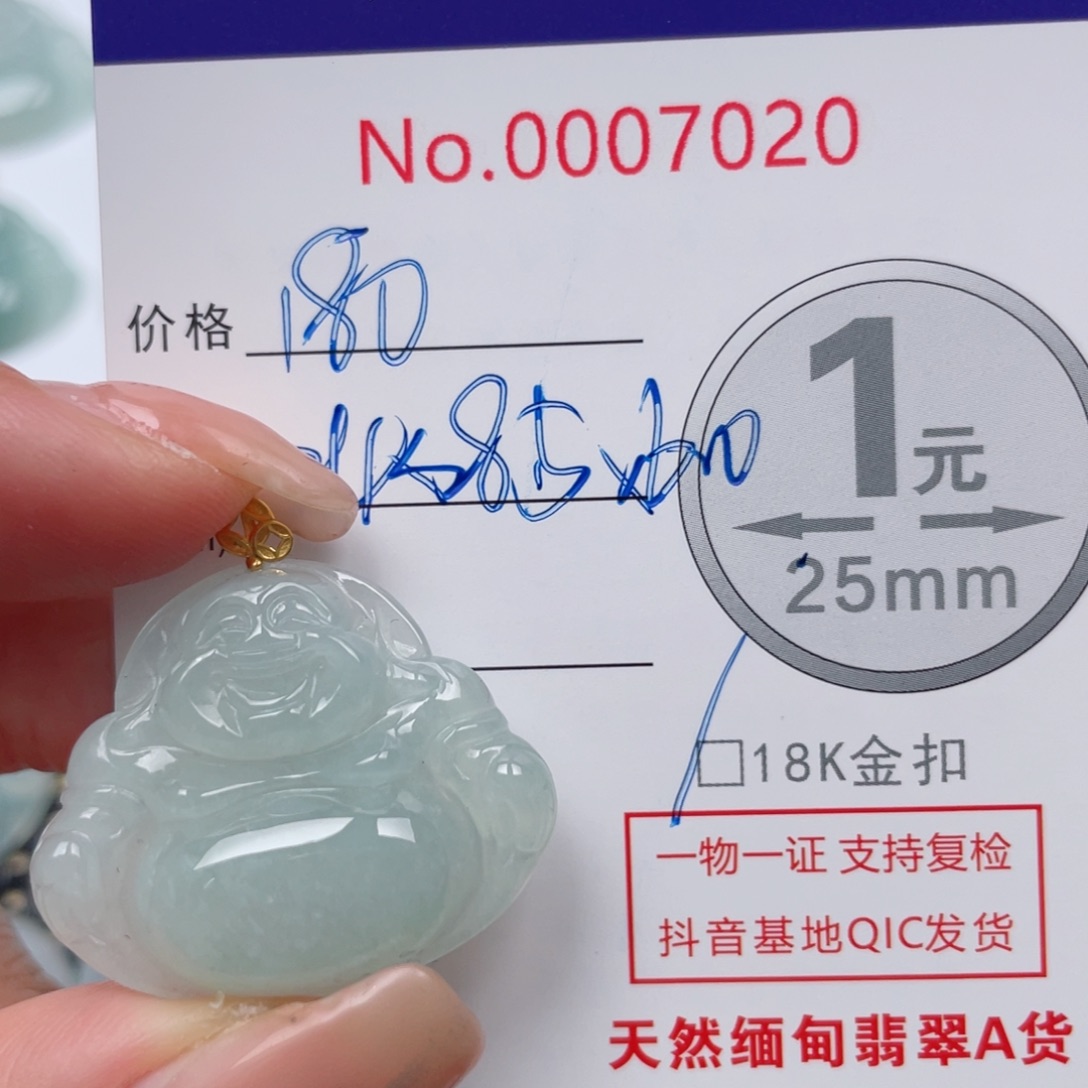 No.0007020
价格 180
1元
25mm
18K金扣
一物一证 支持复检
抖音基地QIC发货
天然缅甸翡翠A货